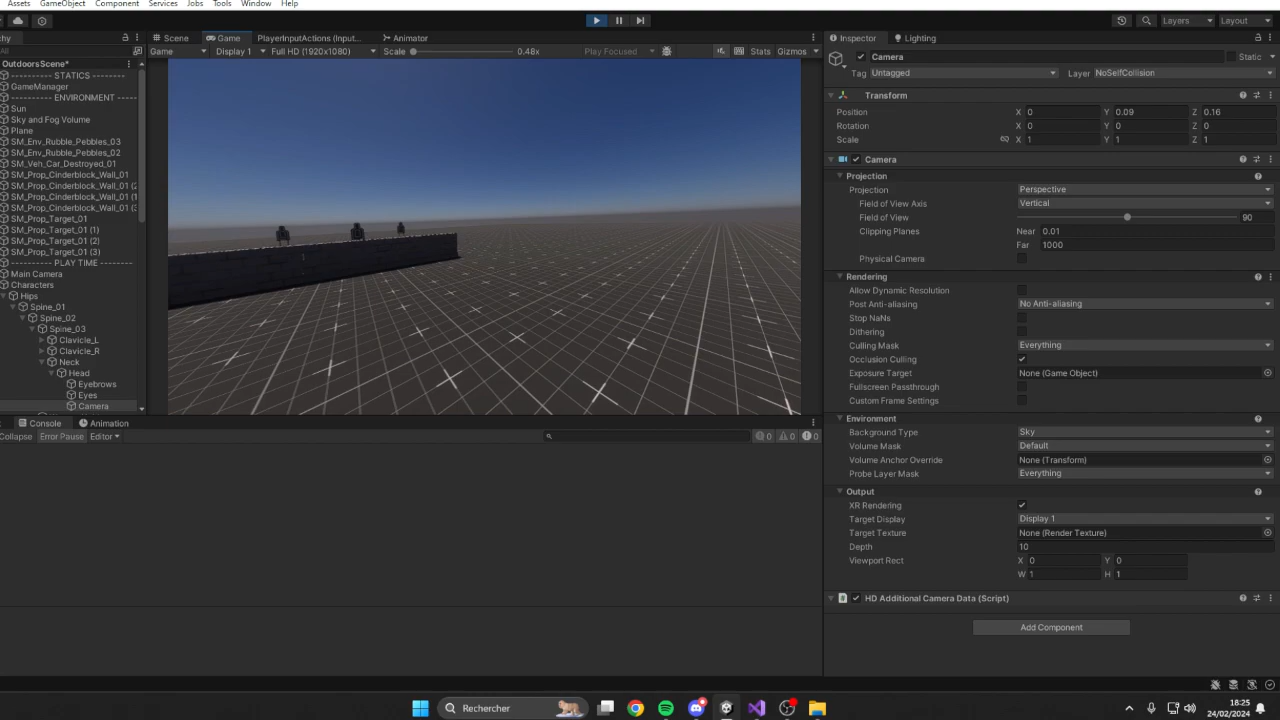 Assets GameObject Component Services Jobs Tools Window Help
Layers Layout
chy
Scene Game PlayerInputActions (Input... Animator
Inspector Lighting
All
Game Display 1 Full HD (1920x1080) Scale 0.48x Play Focused Stats Gizmos
Camera Static
Tag Untagged Layer NoSelfCollision
OutdoorsScene*
---------- STATICS --------
GameManager
---------- ENVIRONMENT -----
Sun
Sky and Fog Volume
Plane
SM_Env_Rubble_Pebbles_03
SM_Env_Rubble_Pebbles_02
SM_Veh_Car_Destroyed_01
SM_Prop_Cinderblock_Wall_01
SM_Prop_Cinderblock_Wall_01 (2
SM_Prop_Cinderblock_Wall_01 (1
SM_Prop_Cinderblock_Wall_01 (3
SM_Prop_Target_01
SM_Prop_Target_01 (1)
SM_Prop_Target_01 (2)
SM_Prop_Target_01 (3)
---------- PLAY TIME -------
Main Camera
Characters
Hips
Spine_01
Spine_02
Spine_03
Clavicle_L
Clavicle_R
Neck
Head
Eyebrows
Eyes
Camera
Transform
Position X 0 Y 0.09 Z 0.16
Rotation X 0 Y 0 Z 0
Scale X 1 Y 1 Z 1
Camera
Projection
Projection Perspective
Field of View Axis Vertical
Field of View 90
Clipping Planes Near 0.01
Far 1000
Physical Camera
Rendering
Allow Dynamic Resolution
Post Anti-aliasing No Anti-aliasing
Stop NaNs
Dithering
Culling Mask Everything
Occlusion Culling
Exposure Target None (Game Object)
Fullscreen Passthrough
Custom Frame Settings
Environment
Background Type Sky
Volume Mask Default
Volume Anchor Override None (Transform)
Probe Layer Mask Everything
Output
XR Rendering
Target Display Display 1
Target Texture None (Render Texture)
Depth 10
Viewport Rect X 0 Y 0
W 1 H 1
HD Additional Camera Data (Script)
Add Component
Console Animation
Collapse Error Pause Editor 0 0 0
Rechercher
18:25
24/02/2024